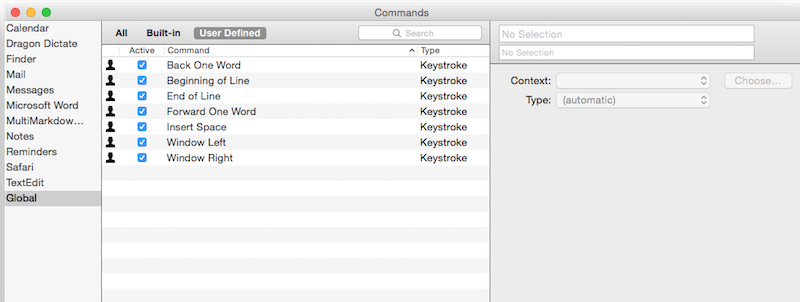 Commands
Calendar
Dragon Dictate
Finder
Mail
Messages
Microsoft Word
MultiMarkdow...
Notes
Reminders
Safari
TextEdit
Global
All Built-in User Defined Search
Active Command Type
Back One Word Keystroke
Beginning of Line Keystroke
End of Line Keystroke
Forward One Word Keystroke
Insert Space Keystroke
Window Left Keystroke
Window Right Keystroke
No Selection
No Selection
Context: Choose...
Type: (automatic)